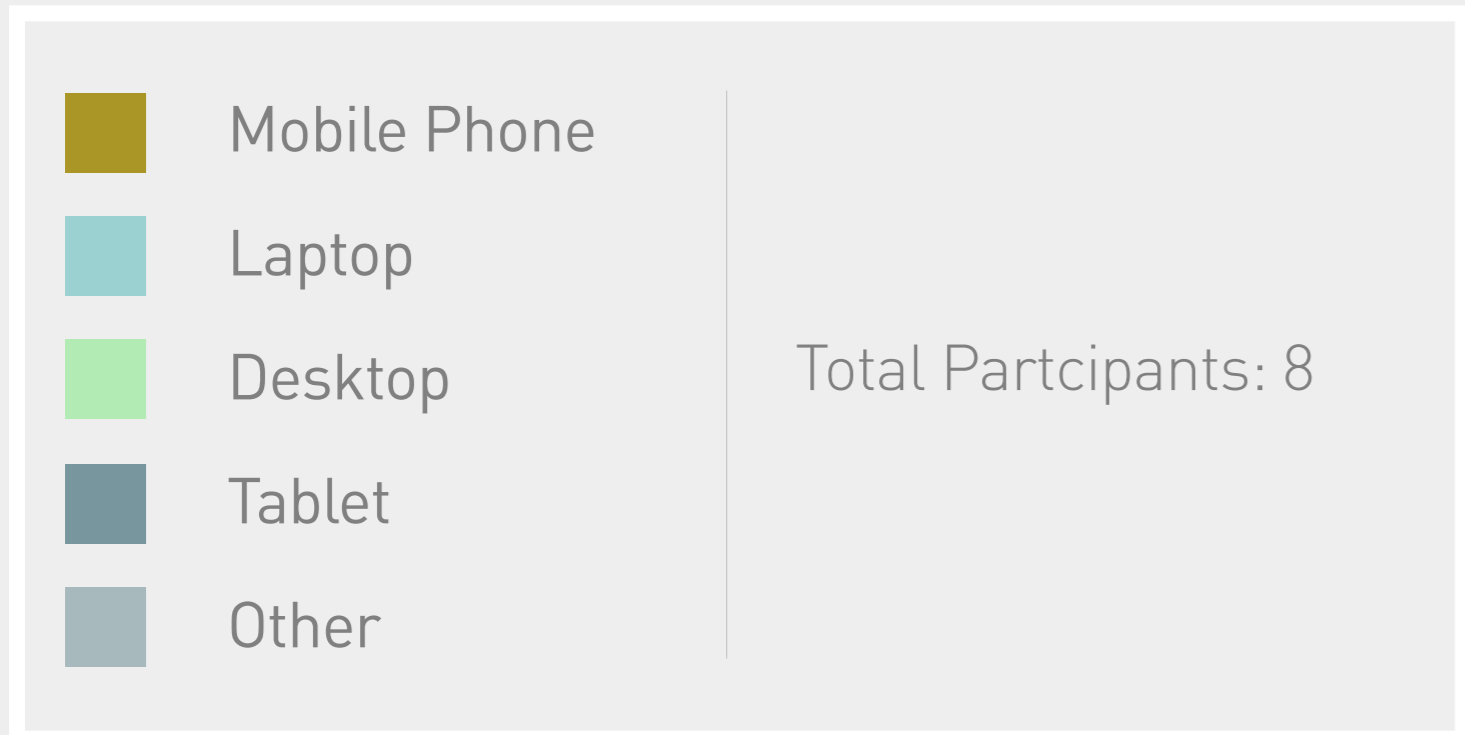 Mobile Phone
Laptop
Desktop
Tablet
Other
Total Partcipants: 8